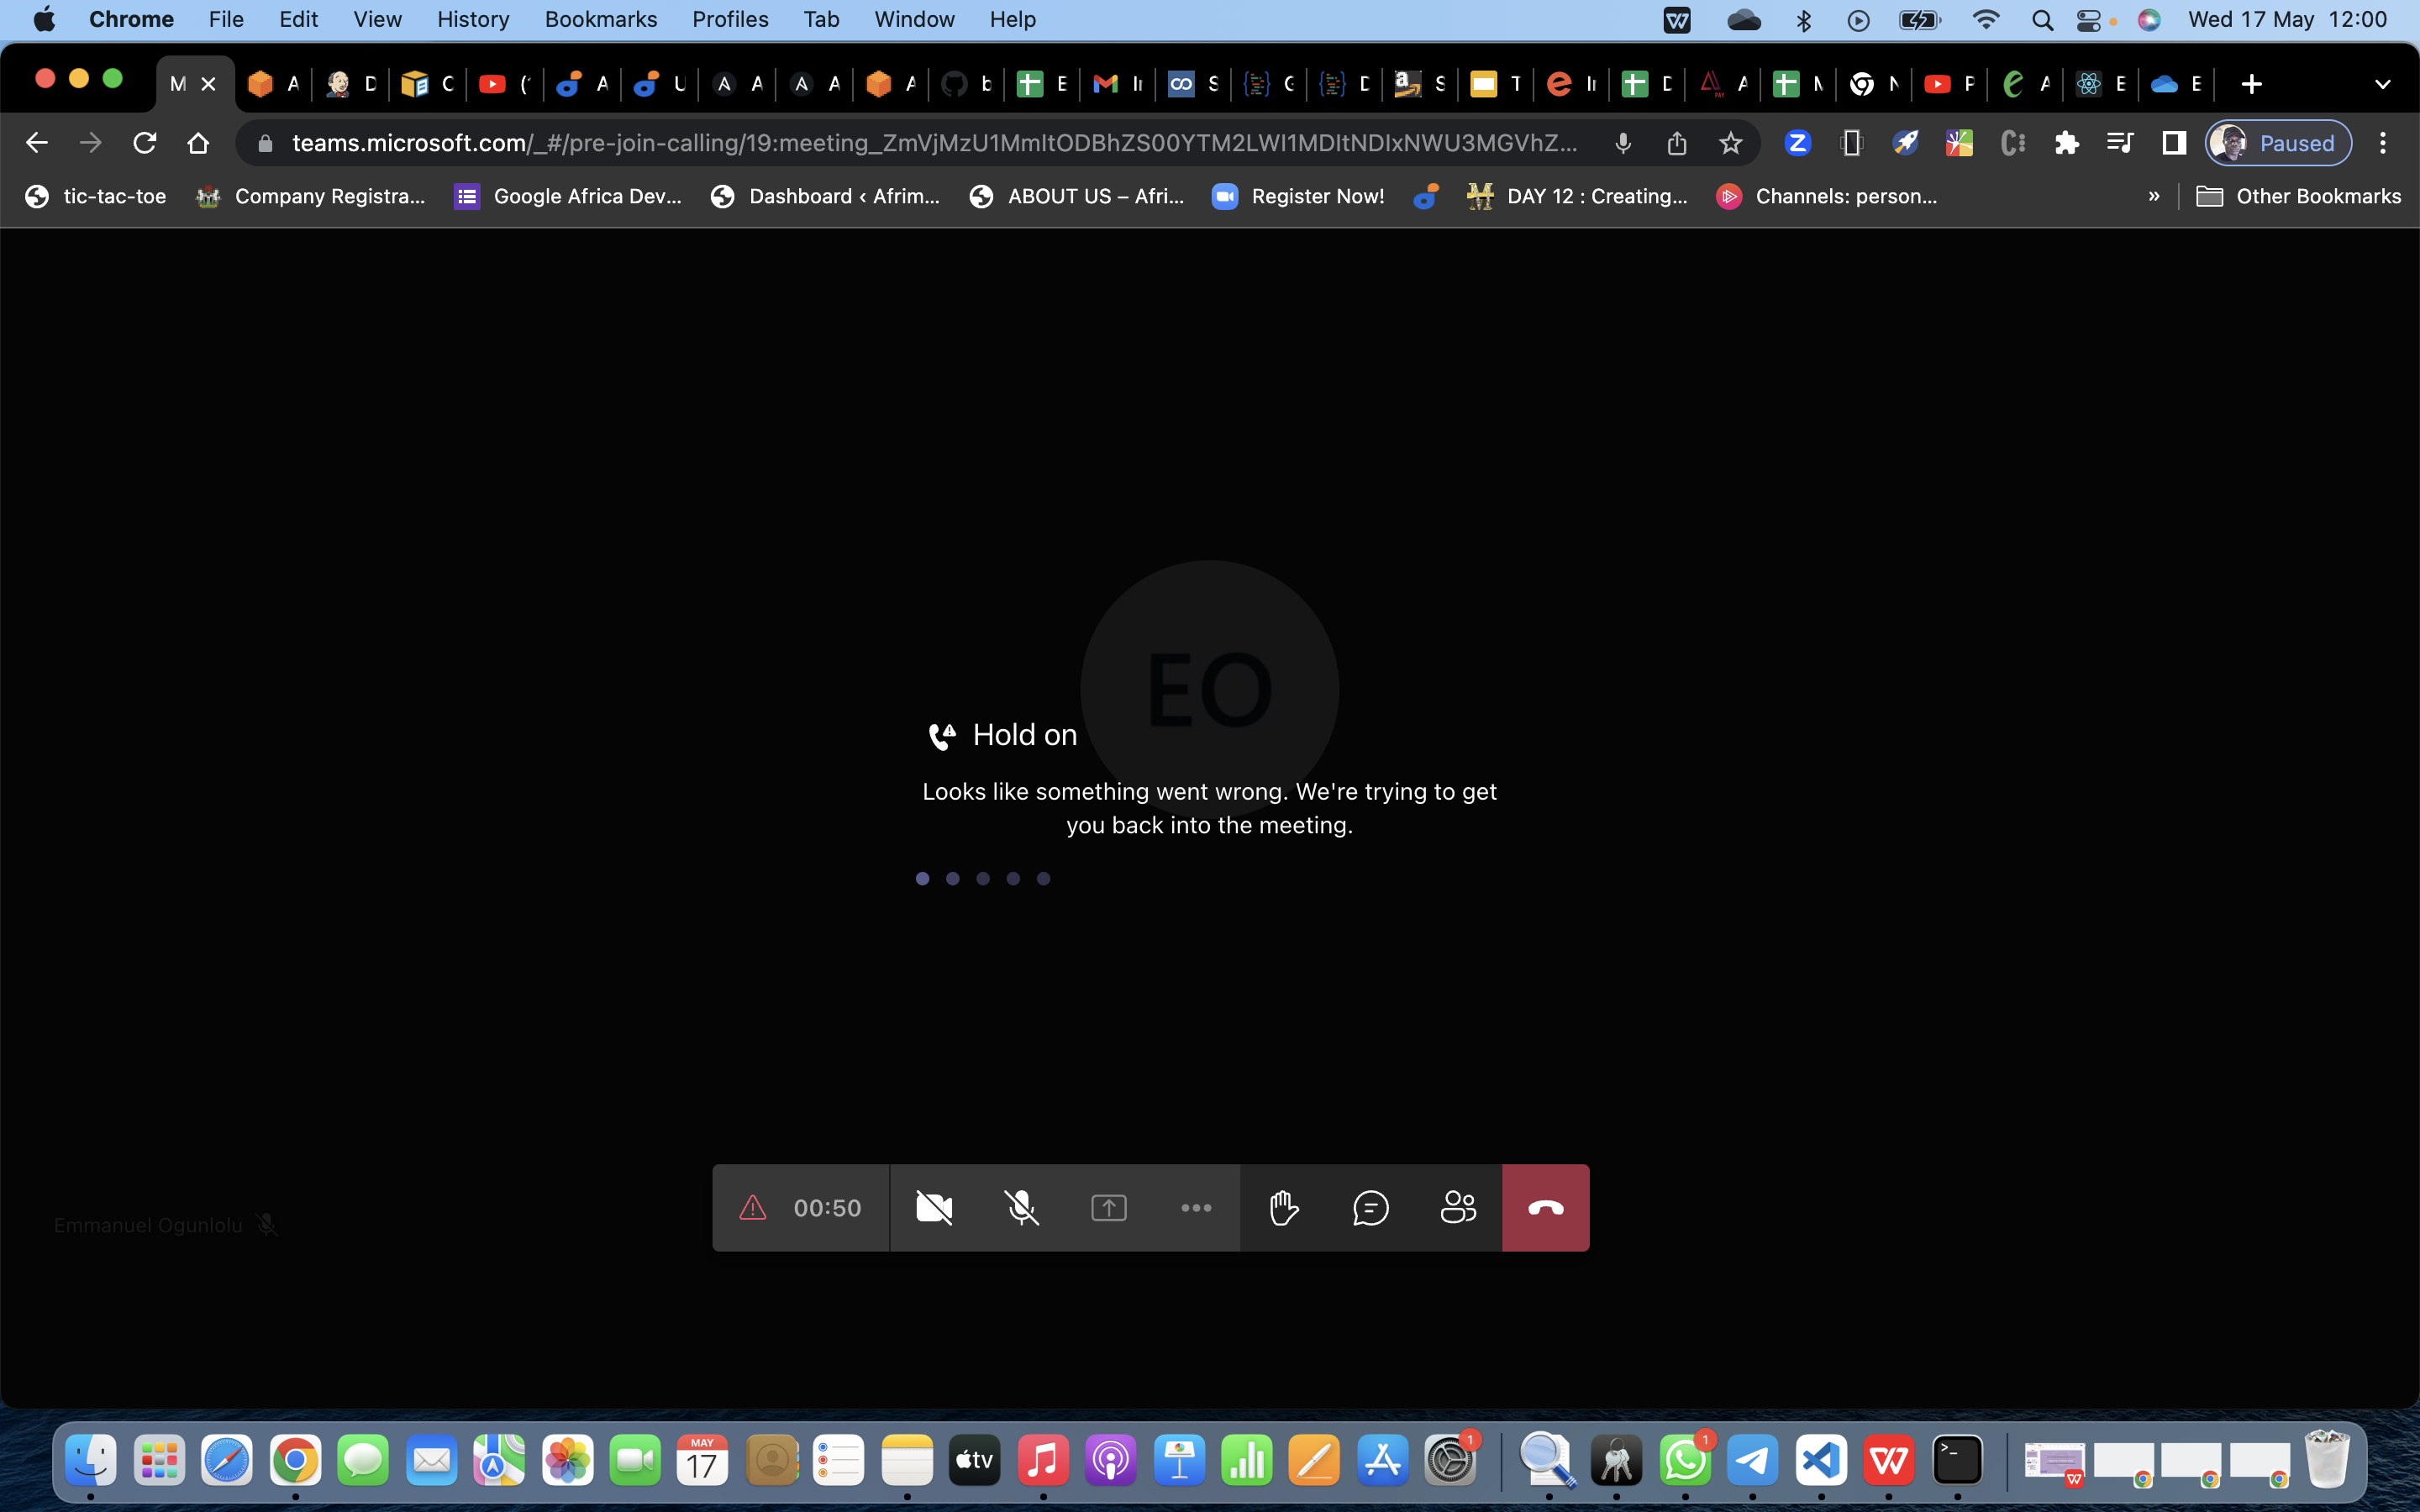 Chrome File Edit View History Bookmarks Profiles Tab Window Help Wed 17 May 12:00
M A D C ( A U A A A b E I S G D S T I D A M N P A E E
teams.microsoft.com/_#/pre-join-calling/19:meeting_ZmVjMzU1MmItODBhZS00YTM2LWI1MDItNDIxNWU3MGVhZ... Paused
tic-tac-toe Company Registra... Google Africa Dev... Dashboard ‹ Afrim... ABOUT US – Afri... Register Now! DAY 12 : Creating... Channels: person... » Other Bookmarks
EO
Hold on
Looks like something went wrong. We're trying to get
you back into the meeting.
00:50
Emmanuel Ogunlolu
MAY
17
tv
1
1